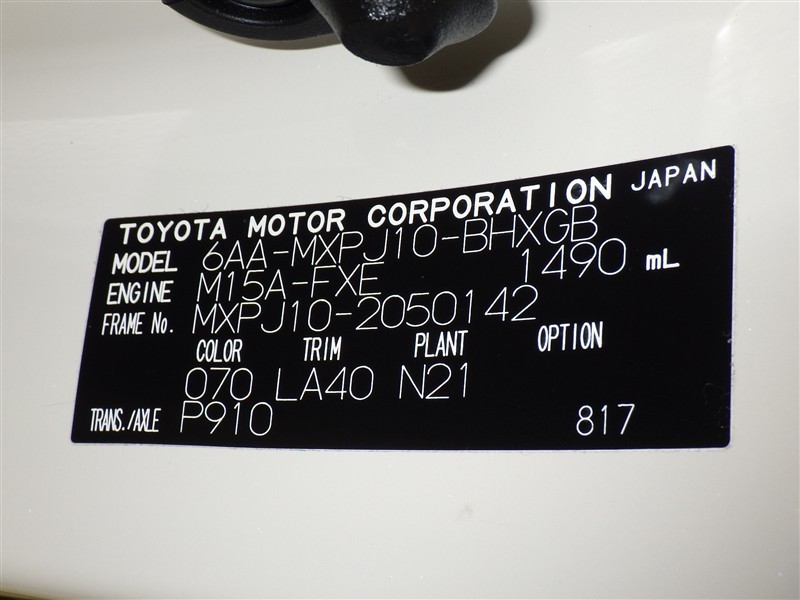 TOYOTA MOTOR CORPORATION JAPAN
MODEL 6AA-MXPJ10-BHXGB
ENGINE M15A-FXE 1490 mL
FRAME No. MXPJ10-2050142
COLOR TRIM PLANT OPTION
070 LA40 N21
TRANS./AXLE P910 817